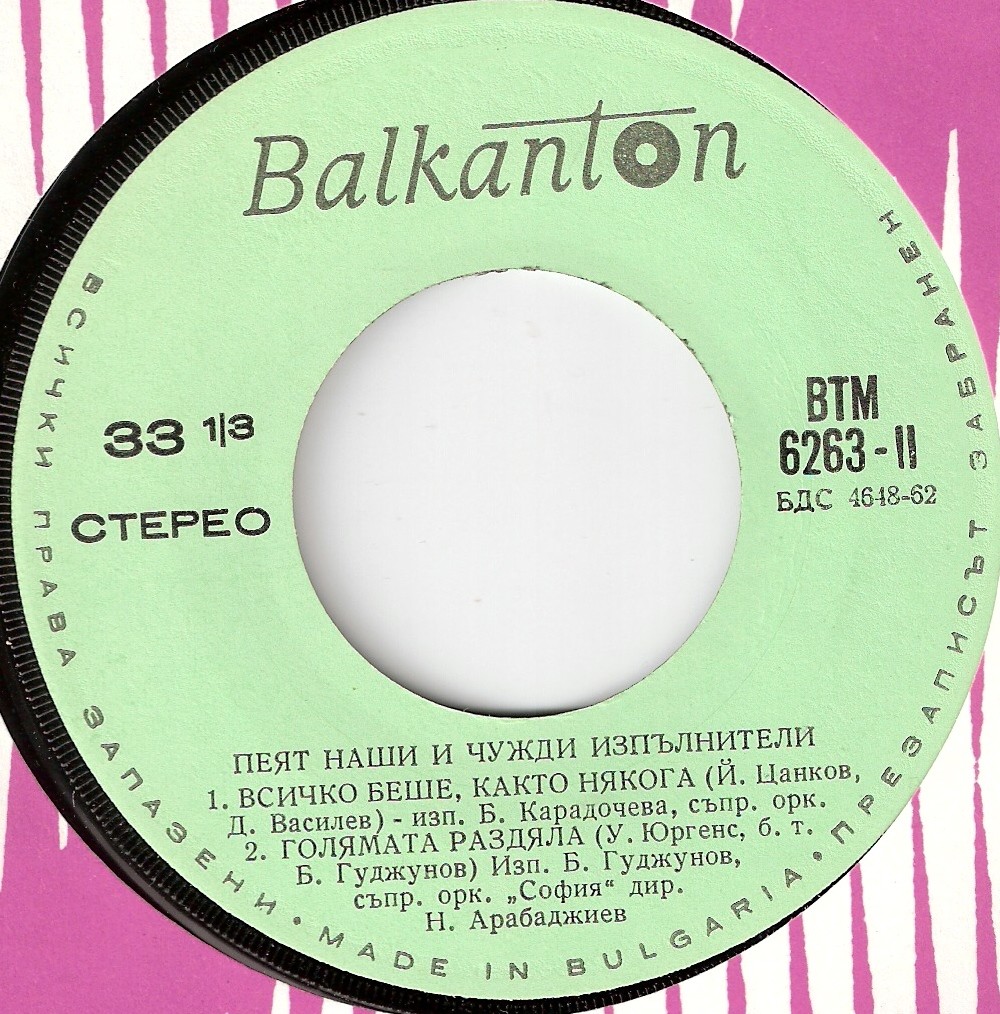 Balkanton
33 1/3
СТЕРЕО
ВТМ
6263-II
БДС 4648-62
ПЕЯТ НАШИ И ЧУЖДИ ИЗПЪЛНИТЕЛИ
1. ВСИЧКО БЕШЕ, КАКТО НЯКОГА (Й. Цанков,
Д. Василев) - изп. Б. Карадочева, съпр. орк.
2. ГОЛЯМАТА РАЗДЯЛА (У. Юргенс, б. т.
Б. Гуджунов) Изп. Б. Гуджунов,
съпр. орк. „София“ дир.
Н. Арабаджиев
ВСИЧКИ ПРАВА ЗАПАЗЕНИ • MADE IN BULGARIA • ПРЕЗАПИСЪТ ЗАБРАНЕН